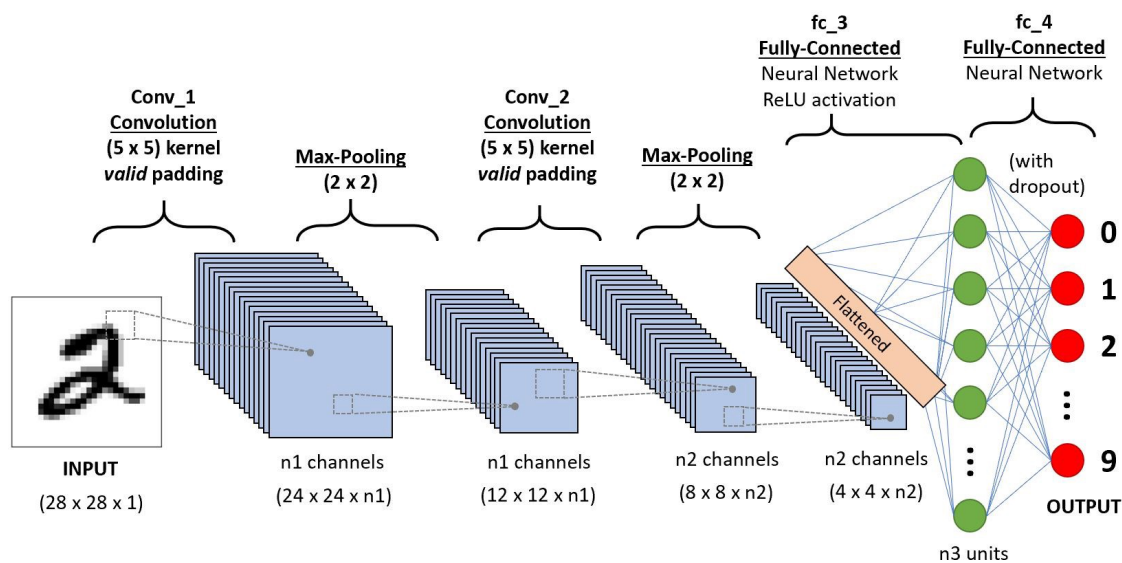 fc_3
Fully-Connected
Neural Network
ReLU activation
fc_4
Fully-Connected
Neural Network
Conv_1
Convolution
(5 x 5) kernel
valid padding
Max-Pooling
(2 x 2)
Conv_2
Convolution
(5 x 5) kernel
valid padding
Max-Pooling
(2 x 2)
(with
dropout)
Flattened
0
1
2
...
9
...
2
INPUT
(28 x 28 x 1)
n1 channels
(24 x 24 x n1)
n1 channels
(12 x 12 x n1)
n2 channels
(8 x 8 x n2)
n2 channels
(4 x 4 x n2)
n3 units
OUTPUT